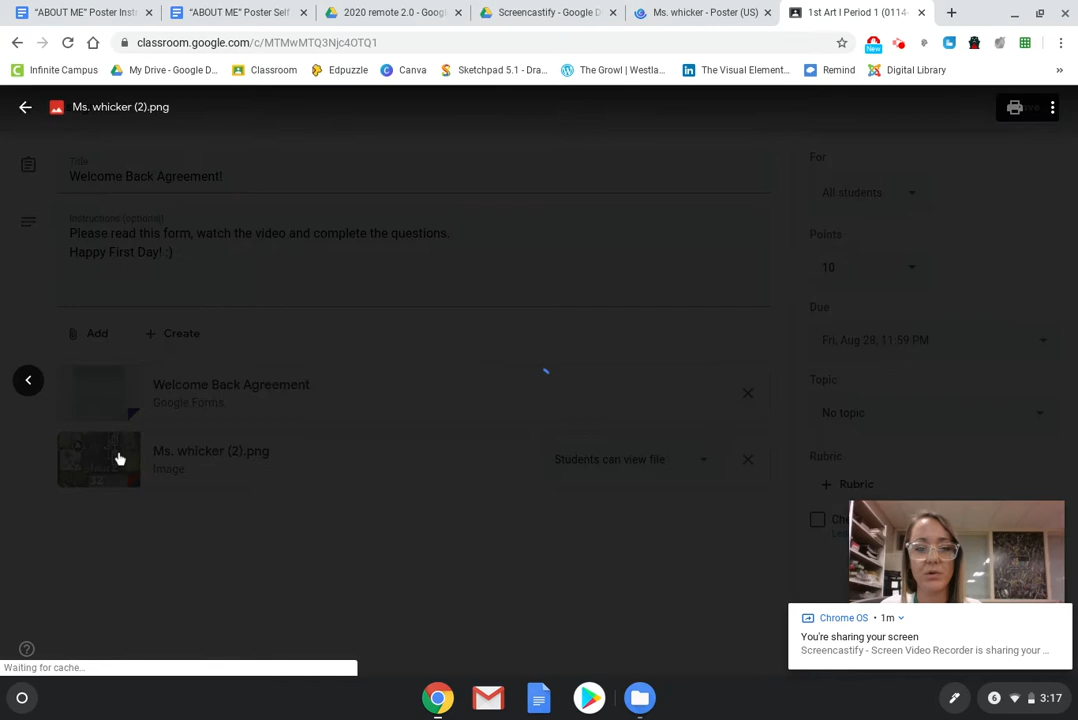 "ABOUT ME" Poster Inst
"ABOUT ME" Poster Self
2020 remote 2.0 - Goog
Screencastify - Google D
Ms. whicker - Poster (US)
1st Art I Period 1 (0114-
classroom.google.com/c/MTMwMTQ3Njc4OTQ1
New
Infinite Campus
My Drive - Google D...
Classroom
Edpuzzle
Canva
Sketchpad 5.1 - Dra...
The Growl | Westla...
The Visual Element...
Remind
Digital Library
»
Ms. whicker (2).png
Title
Welcome Back Agreement!
Instructions (optional)
Please read this form, watch the video and complete the questions.
Happy First Day! :)
Add
Create
Welcome Back Agreement
Google Forms
Ms. whicker (2).png
Image
Students can view file
For
All students
Points
10
Due
Fri, Aug 28, 11:59 PM
Topic
No topic
Rubric
Rubric
Chrome OS • 1m
You're sharing your screen
Screencastify - Screen Video Recorder is sharing your ...
Waiting for cache...
6
3:17